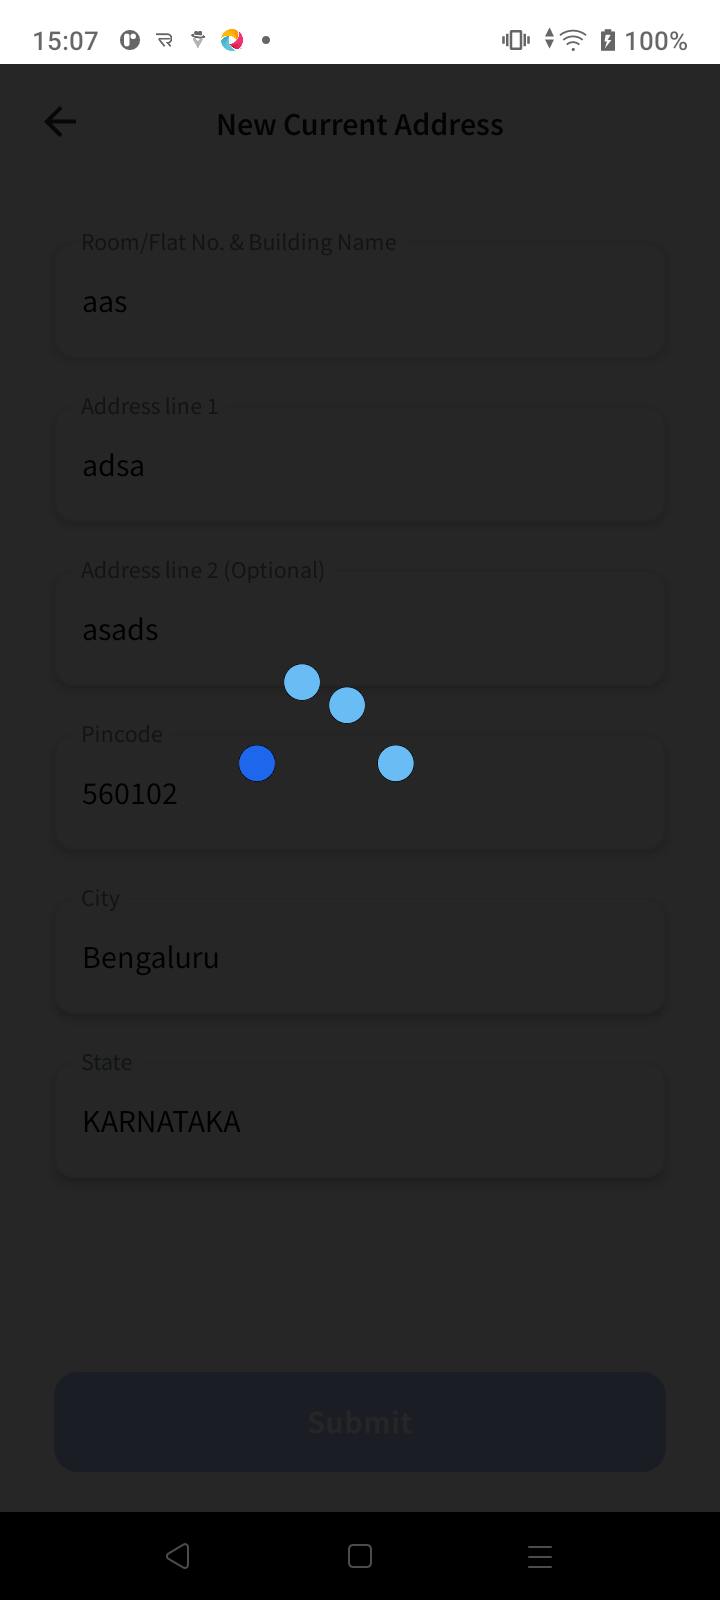 15:07
100%
New Current Address
Room/Flat No. & Building Name
aas
Address line 1
adsa
Address line 2 (Optional)
asads
Pincode
560102
City
Bengaluru
State
KARNATAKA
Submit